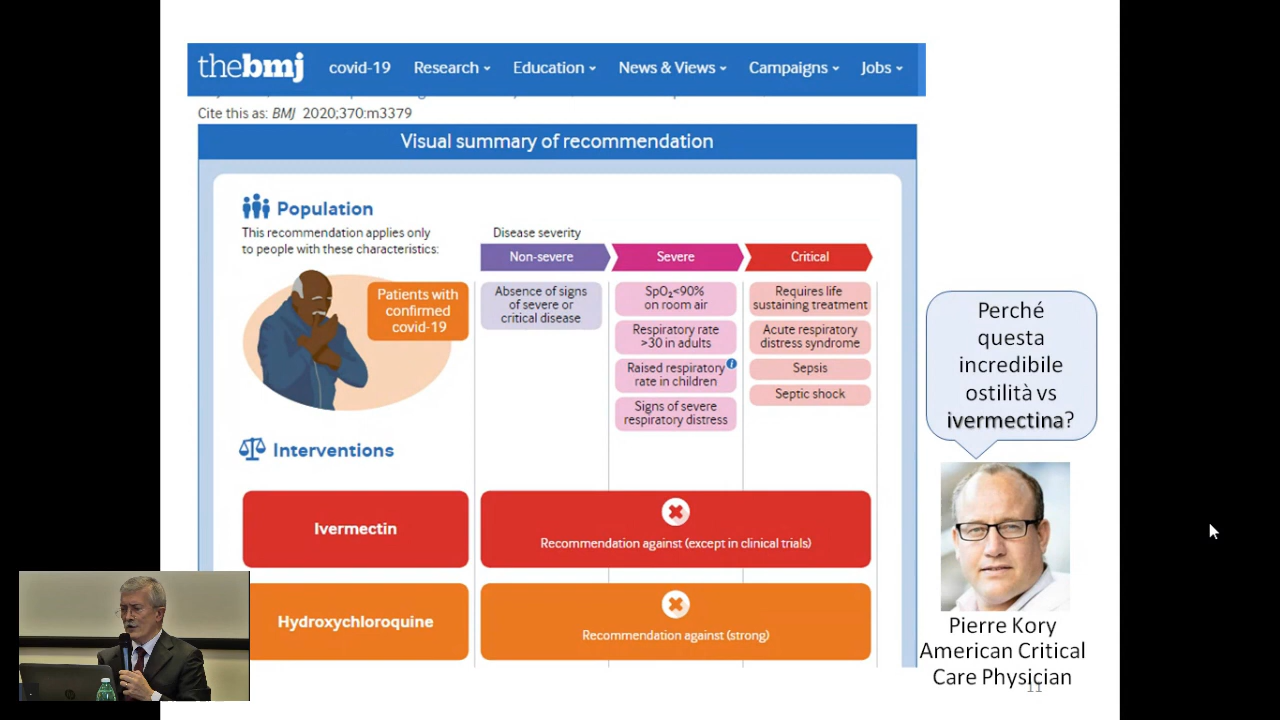 thebmj covid-19 Research Education News & Views Campaigns Jobs
Cite this as: BMJ 2020;370:m3379
Visual summary of recommendation
Population
This recommendation applies only
to people with these characteristics:
Patients with
confirmed
covid-19
Disease severity
Non-severe
Severe
Critical
Absence of signs
of severe or
critical disease
SpO₂<90%
on room air
Respiratory rate
>30 in adults
Raised respiratory
rate in children
i
Signs of severe
respiratory distress
Requires life
sustaining treatment
Acute respiratory
distress syndrome
Sepsis
Septic shock
Interventions
Ivermectin
Recommendation against (except in clinical trials)
Hydroxychloroquine
Recommendation against (strong)
Perché
questa
incredibile
ostilità vs
ivermectina?
Pierre Kory
American Critical
Care Physician
11